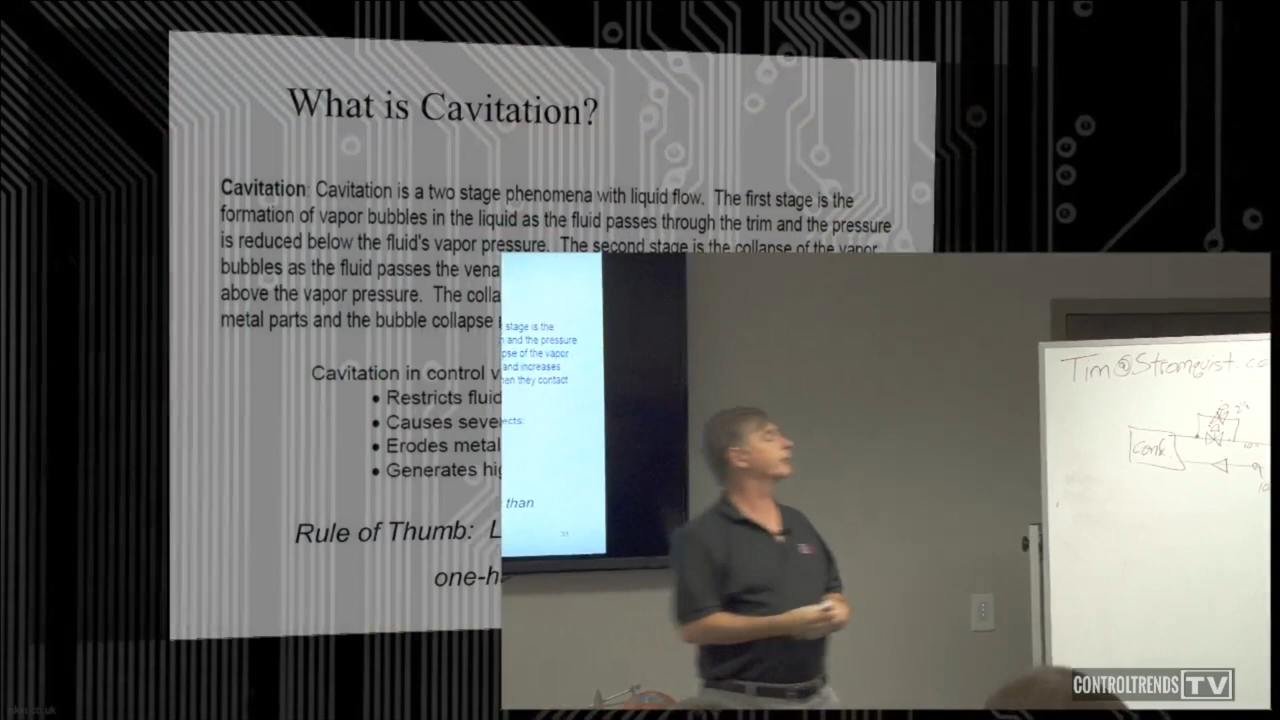 What is Cavitation?
Cavitation: Cavitation is a two stage phenomena with liquid flow. The first stage is the
formation of vapor bubbles in the liquid as the fluid passes through the trim and the pressure
is reduced below the fluid's vapor pressure. The second stage is the collapse of the vapor
bubbles as the fluid passes the vena
above the vapor pressure. The colla
metal parts and the bubble collapse
Cavitation in control v
• Restricts fluid
• Causes seve
• Erodes metal
• Generates hig
Rule of Thumb: L
one-h
stage is the
and the pressure
pse of the vapor
and increases
en they contact
ects:
than
31
Tim@Stromquist.co
Conk
CONTROLTRENDS TV